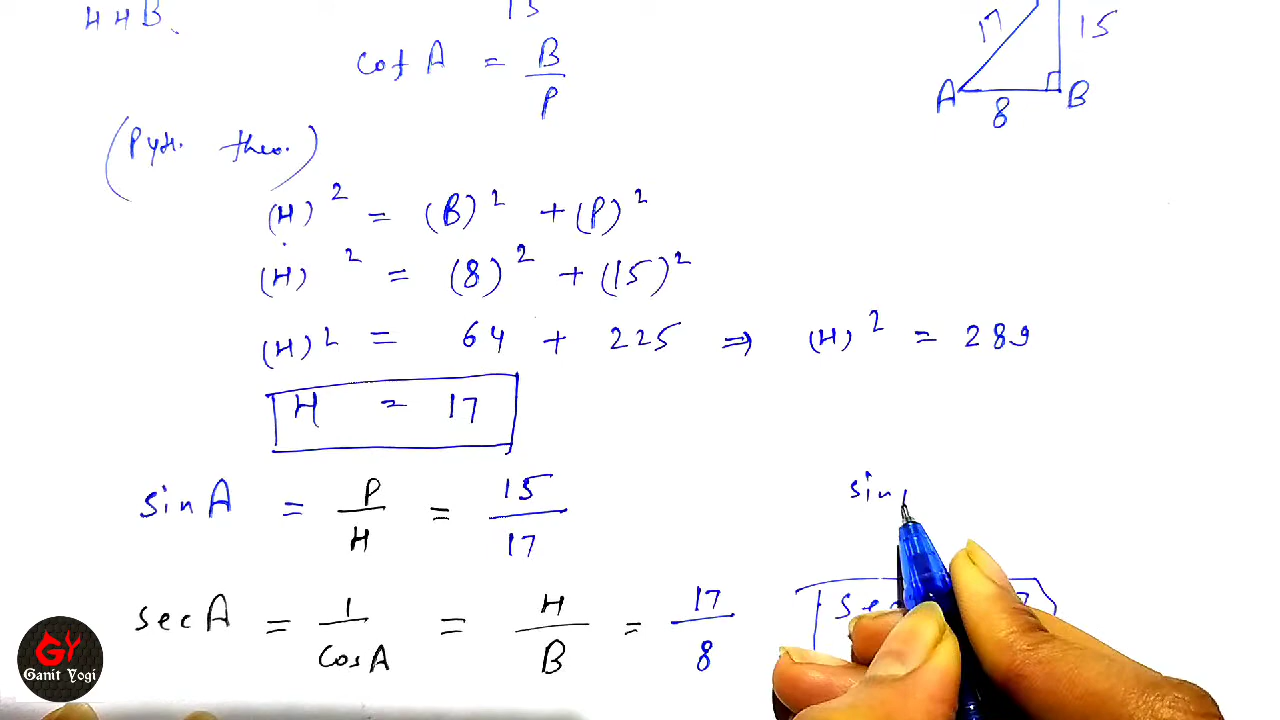 HHB.
15
cot A = B/P
17
15
A
8
B
(Pyth. theo.)
(H)² = (B)² + (P)²
(H)² = (8)² + (15)²
(H)² = 64 + 225 ⇒ (H)² = 289
H = 17
sin A = P/H = 15/17
sin
sec A = 1/cos A = H/B = 17/8
GY
Ganit Yogi